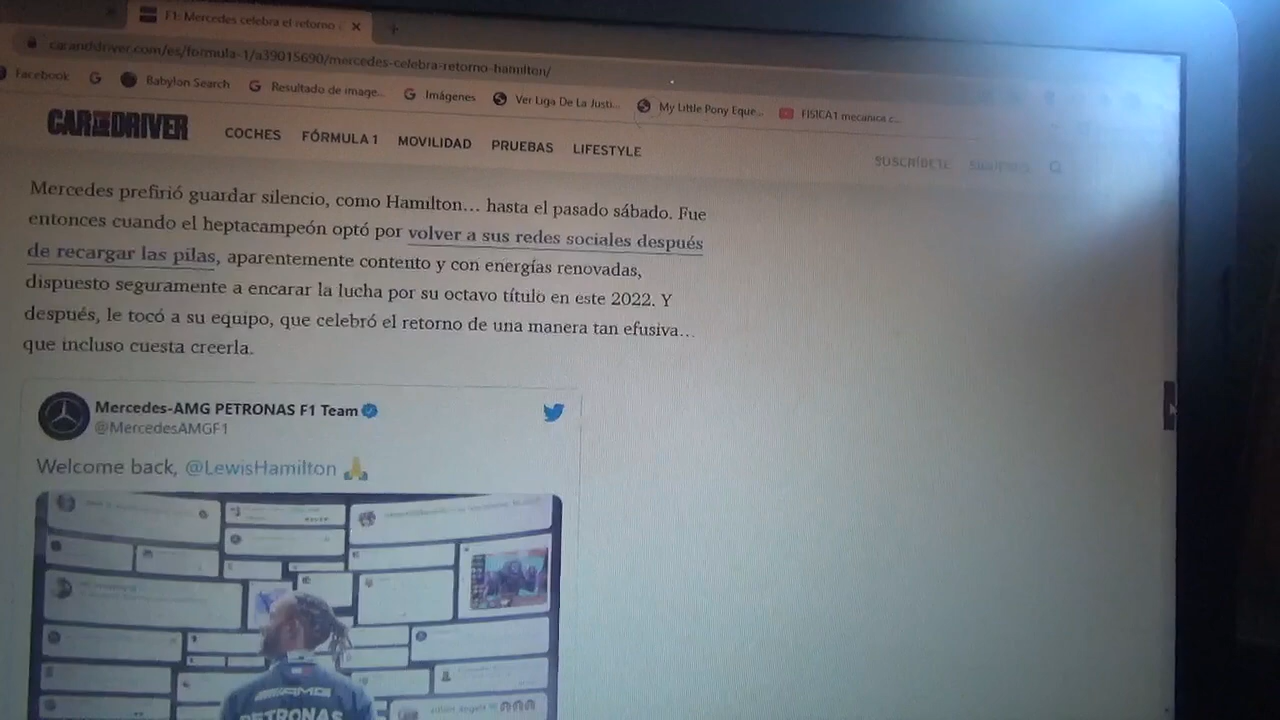 F1: Mercedes celebra el retorno
caranddriver.com/es/formula-1/a39015690/mercedes-celebra-retorno-hamilton/
Facebook
Babylon Search
Resultado de image...
Imágenes
Ver Liga De La Justi...
My Little Pony Eque...
FISICA1 mecanica c...
CAR AND DRIVER
COCHES
FÓRMULA 1
MOVILIDAD
PRUEBAS
LIFESTYLE
SUSCRÍBETE
Mercedes prefirió guardar silencio, como Hamilton... hasta el pasado sábado. Fue
entonces cuando el heptacampeón optó por volver a sus redes sociales después
de recargar las pilas, aparentemente contento y con energías renovadas,
dispuesto seguramente a encarar la lucha por su octavo título en este 2022. Y
después, le tocó a su equipo, que celebró el retorno de una manera tan efusiva...
que incluso cuesta creerla.
Mercedes-AMG PETRONAS F1 Team
@MercedesAMGF1
Welcome back, @LewisHamilton 🙏
AMG
PETRONAS